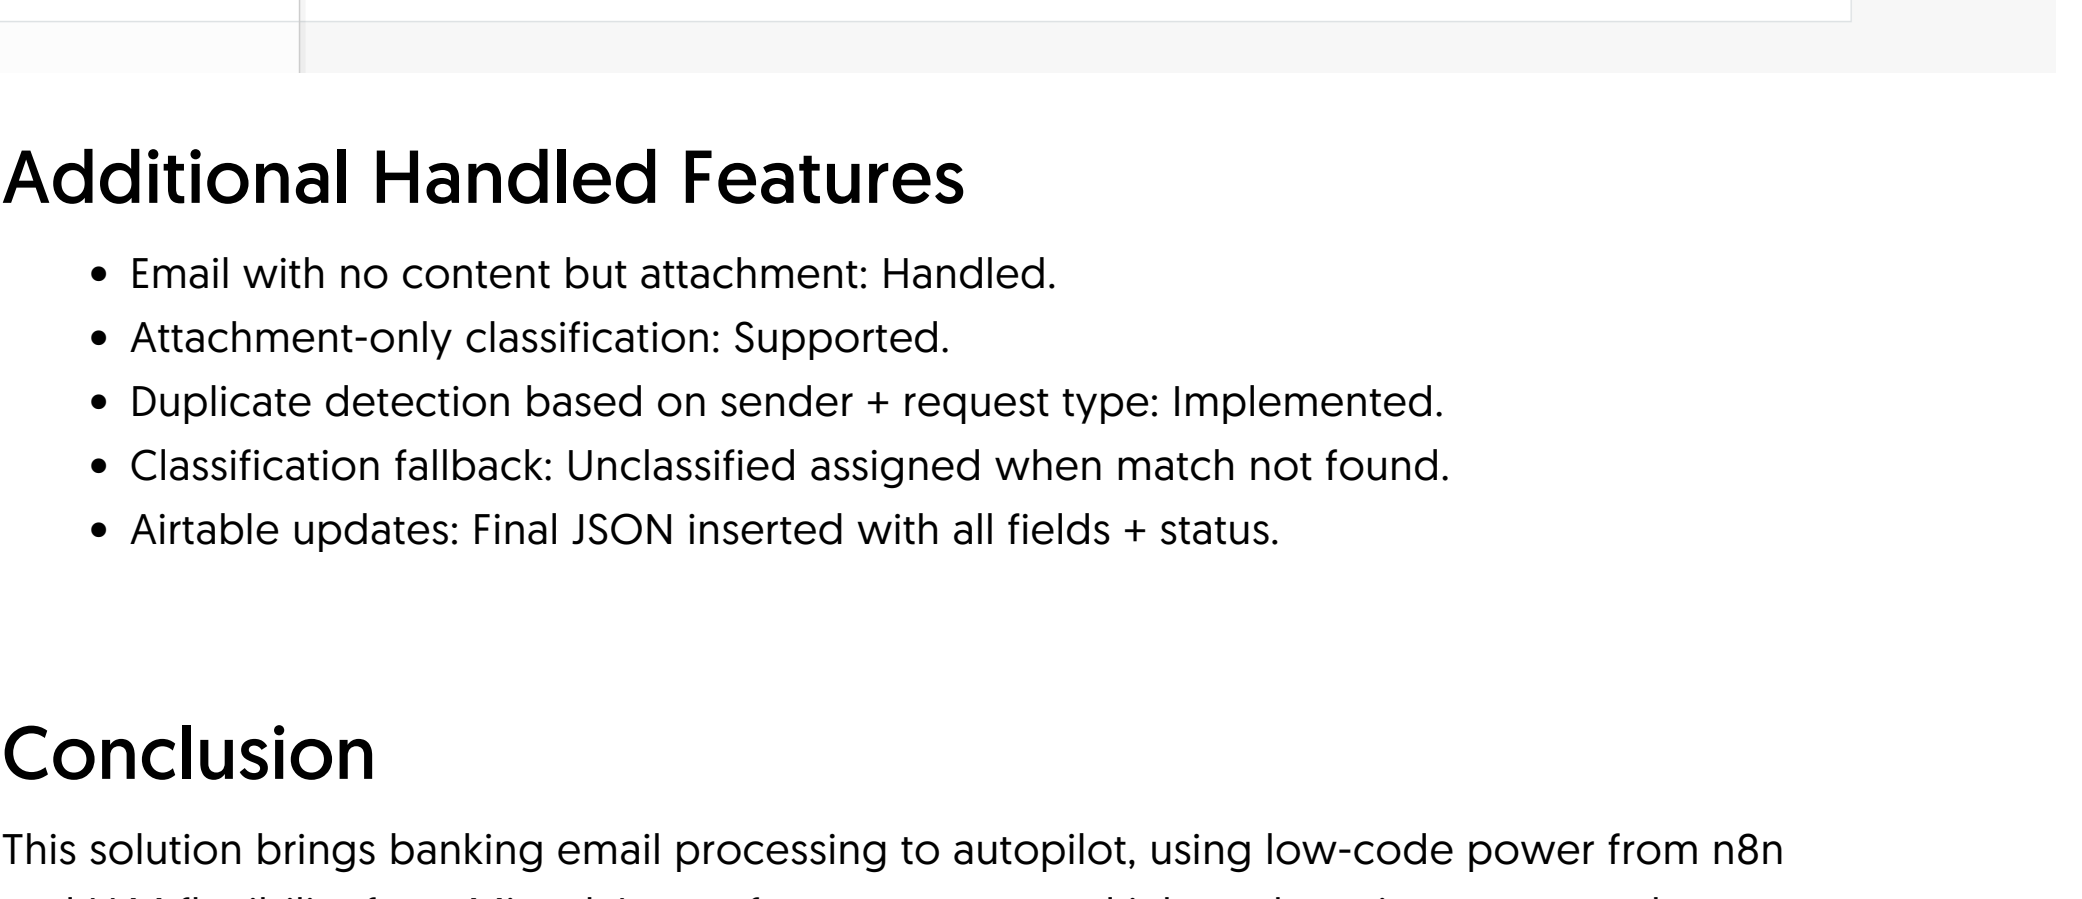 Additional Handled Features
• Email with no content but attachment: Handled.
• Attachment-only classification: Supported.
• Duplicate detection based on sender + request type: Implemented.
• Classification fallback: Unclassified assigned when match not found.
• Airtable updates: Final JSON inserted with all fields + status.
Conclusion
This solution brings banking email processing to autopilot, using low-code power from n8n